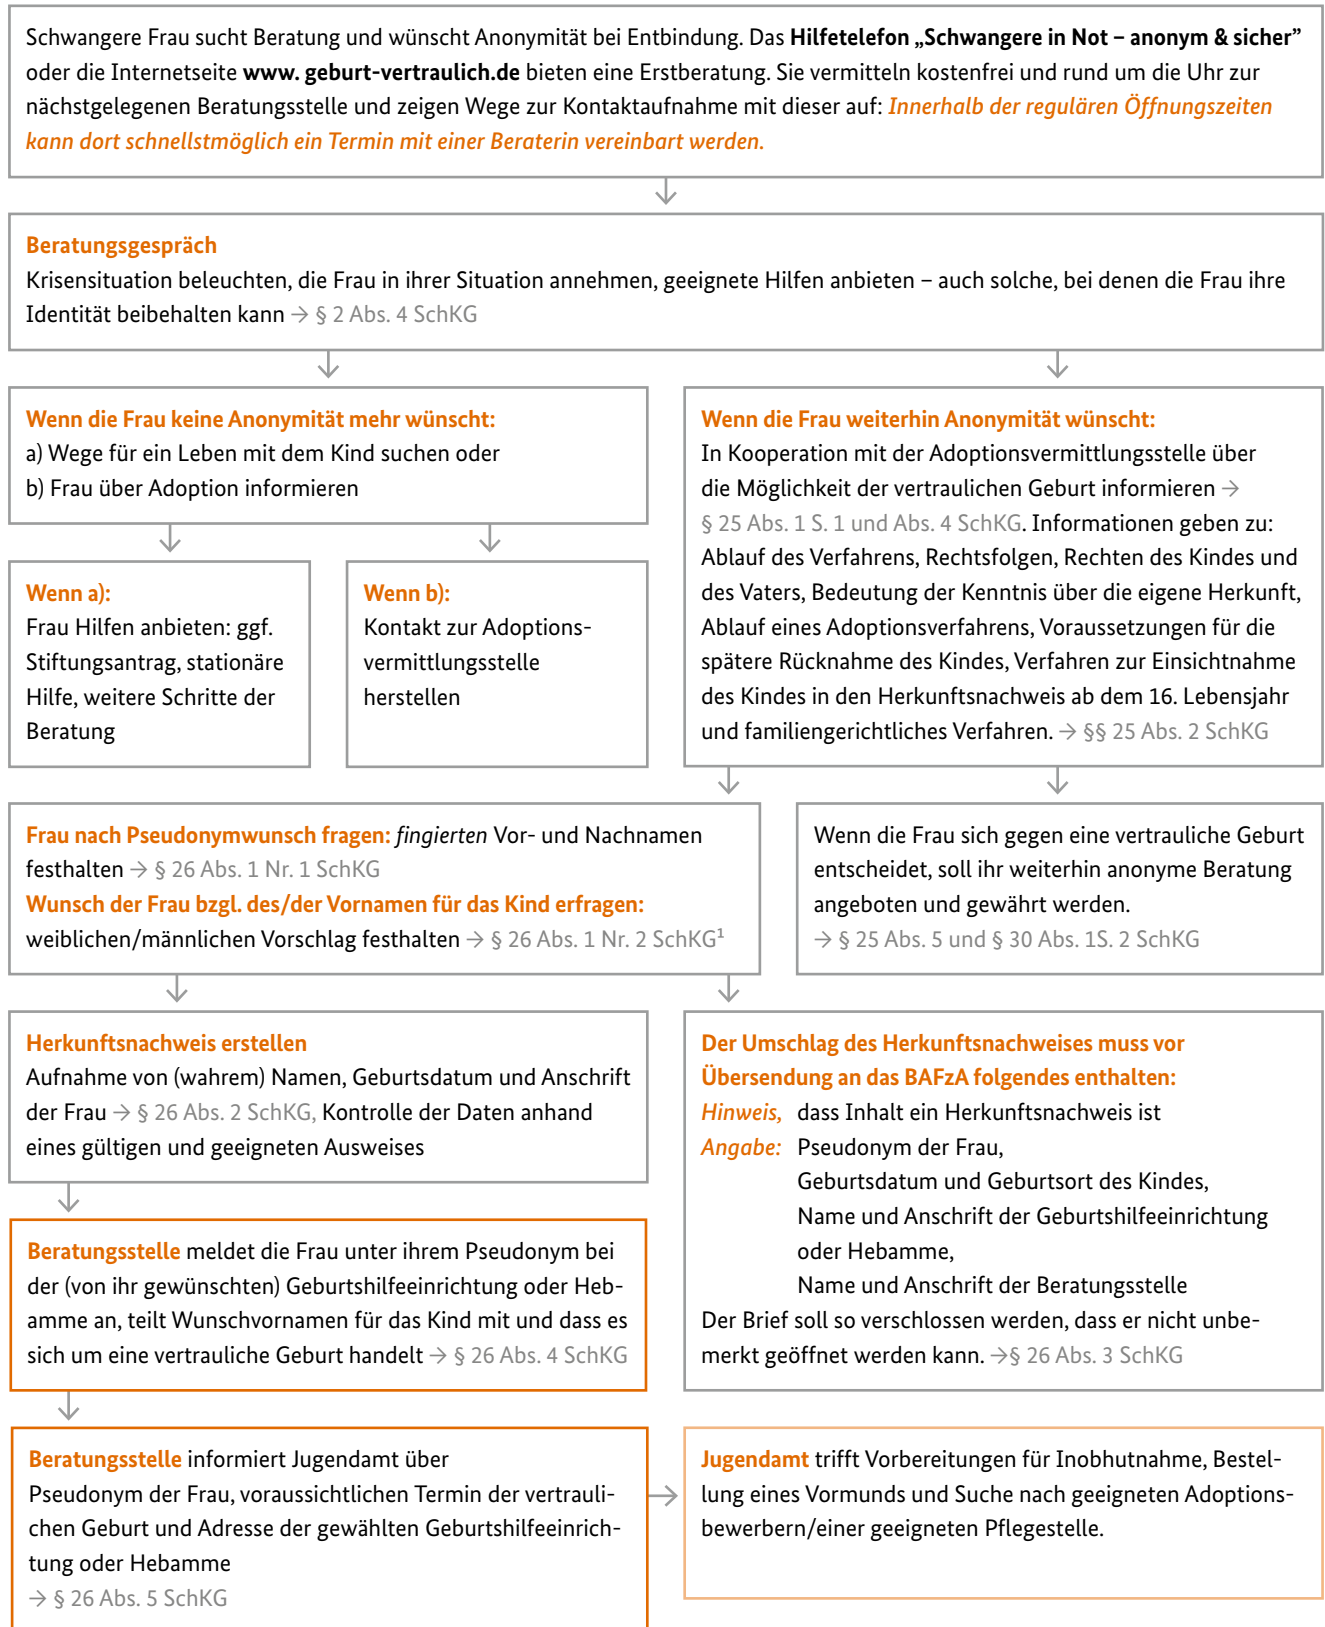 Schwangere Frau sucht Beratung und wünscht Anonymität bei Entbindung. Das Hilfetelefon „Schwangere in Not – anonym & sicher”
oder die Internetseite www. geburt-vertraulich.de bieten eine Erstberatung. Sie vermitteln kostenfrei und rund um die Uhr zur
nächstgelegenen Beratungsstelle und zeigen Wege zur Kontaktaufnahme mit dieser auf: Innerhalb der regulären Öffnungszeiten
kann dort schnellstmöglich ein Termin mit einer Beraterin vereinbart werden.
Beratungsgespräch
Krisensituation beleuchten, die Frau in ihrer Situation annehmen, geeignete Hilfen anbieten – auch solche, bei denen die Frau ihre
Identität beibehalten kann → § 2 Abs. 4 SchKG
Wenn die Frau keine Anonymität mehr wünscht:
a) Wege für ein Leben mit dem Kind suchen oder
b) Frau über Adoption informieren
Wenn a):
Frau Hilfen anbieten: ggf.
Stiftungsantrag, stationäre
Hilfe, weitere Schritte der
Beratung
Wenn b):
Kontakt zur Adoptions-
vermittlungsstelle
herstellen
Wenn die Frau weiterhin Anonymität wünscht:
In Kooperation mit der Adoptionsvermittlungsstelle über
die Möglichkeit der vertraulichen Geburt informieren →
§ 25 Abs. 1 S. 1 und Abs. 4 SchKG. Informationen geben zu:
Ablauf des Verfahrens, Rechtsfolgen, Rechten des Kindes und
des Vaters, Bedeutung der Kenntnis über die eigene Herkunft,
Ablauf eines Adoptionsverfahrens, Voraussetzungen für die
spätere Rücknahme des Kindes, Verfahren zur Einsichtnahme
des Kindes in den Herkunftsnachweis ab dem 16. Lebensjahr
und familiengerichtliches Verfahren. → §§ 25 Abs. 2 SchKG
Frau nach Pseudonymwunsch fragen: fingierten Vor- und Nachnamen
festhalten → § 26 Abs. 1 Nr. 1 SchKG
Wunsch der Frau bzgl. des/der Vornamen für das Kind erfragen:
weiblichen/männlichen Vorschlag festhalten → § 26 Abs. 1 Nr. 2 SchKG¹
Wenn die Frau sich gegen eine vertrauliche Geburt
entscheidet, soll ihr weiterhin anonyme Beratung
angeboten und gewährt werden.
→ § 25 Abs. 5 und § 30 Abs. 1S. 2 SchKG
Herkunftsnachweis erstellen
Aufnahme von (wahrem) Namen, Geburtsdatum und Anschrift
der Frau → § 26 Abs. 2 SchKG, Kontrolle der Daten anhand
eines gültigen und geeigneten Ausweises
Der Umschlag des Herkunftsnachweises muss vor
Übersendung an das BAFzA folgendes enthalten:
Hinweis, dass Inhalt ein Herkunftsnachweis ist
Angabe: Pseudonym der Frau,
Geburtsdatum und Geburtsort des Kindes,
Name und Anschrift der Geburtshilfeeinrichtung
oder Hebamme,
Name und Anschrift der Beratungsstelle
Der Brief soll so verschlossen werden, dass er nicht unbe-
merkt geöffnet werden kann. →§ 26 Abs. 3 SchKG
Beratungsstelle meldet die Frau unter ihrem Pseudonym bei
der (von ihr gewünschten) Geburtshilfeeinrichtung oder Heb-
amme an, teilt Wunschvornamen für das Kind mit und dass es
sich um eine vertrauliche Geburt handelt → § 26 Abs. 4 SchKG
Beratungsstelle informiert Jugendamt über
Pseudonym der Frau, voraussichtlichen Termin der vertrauli-
chen Geburt und Adresse der gewählten Geburtshilfeeinrich-
tung oder Hebamme
→ § 26 Abs. 5 SchKG
Jugendamt trifft Vorbereitungen für Inobhutnahme, Bestel-
lung eines Vormunds und Suche nach geeigneten Adoptions-
bewerbern/einer geeigneten Pflegestelle.